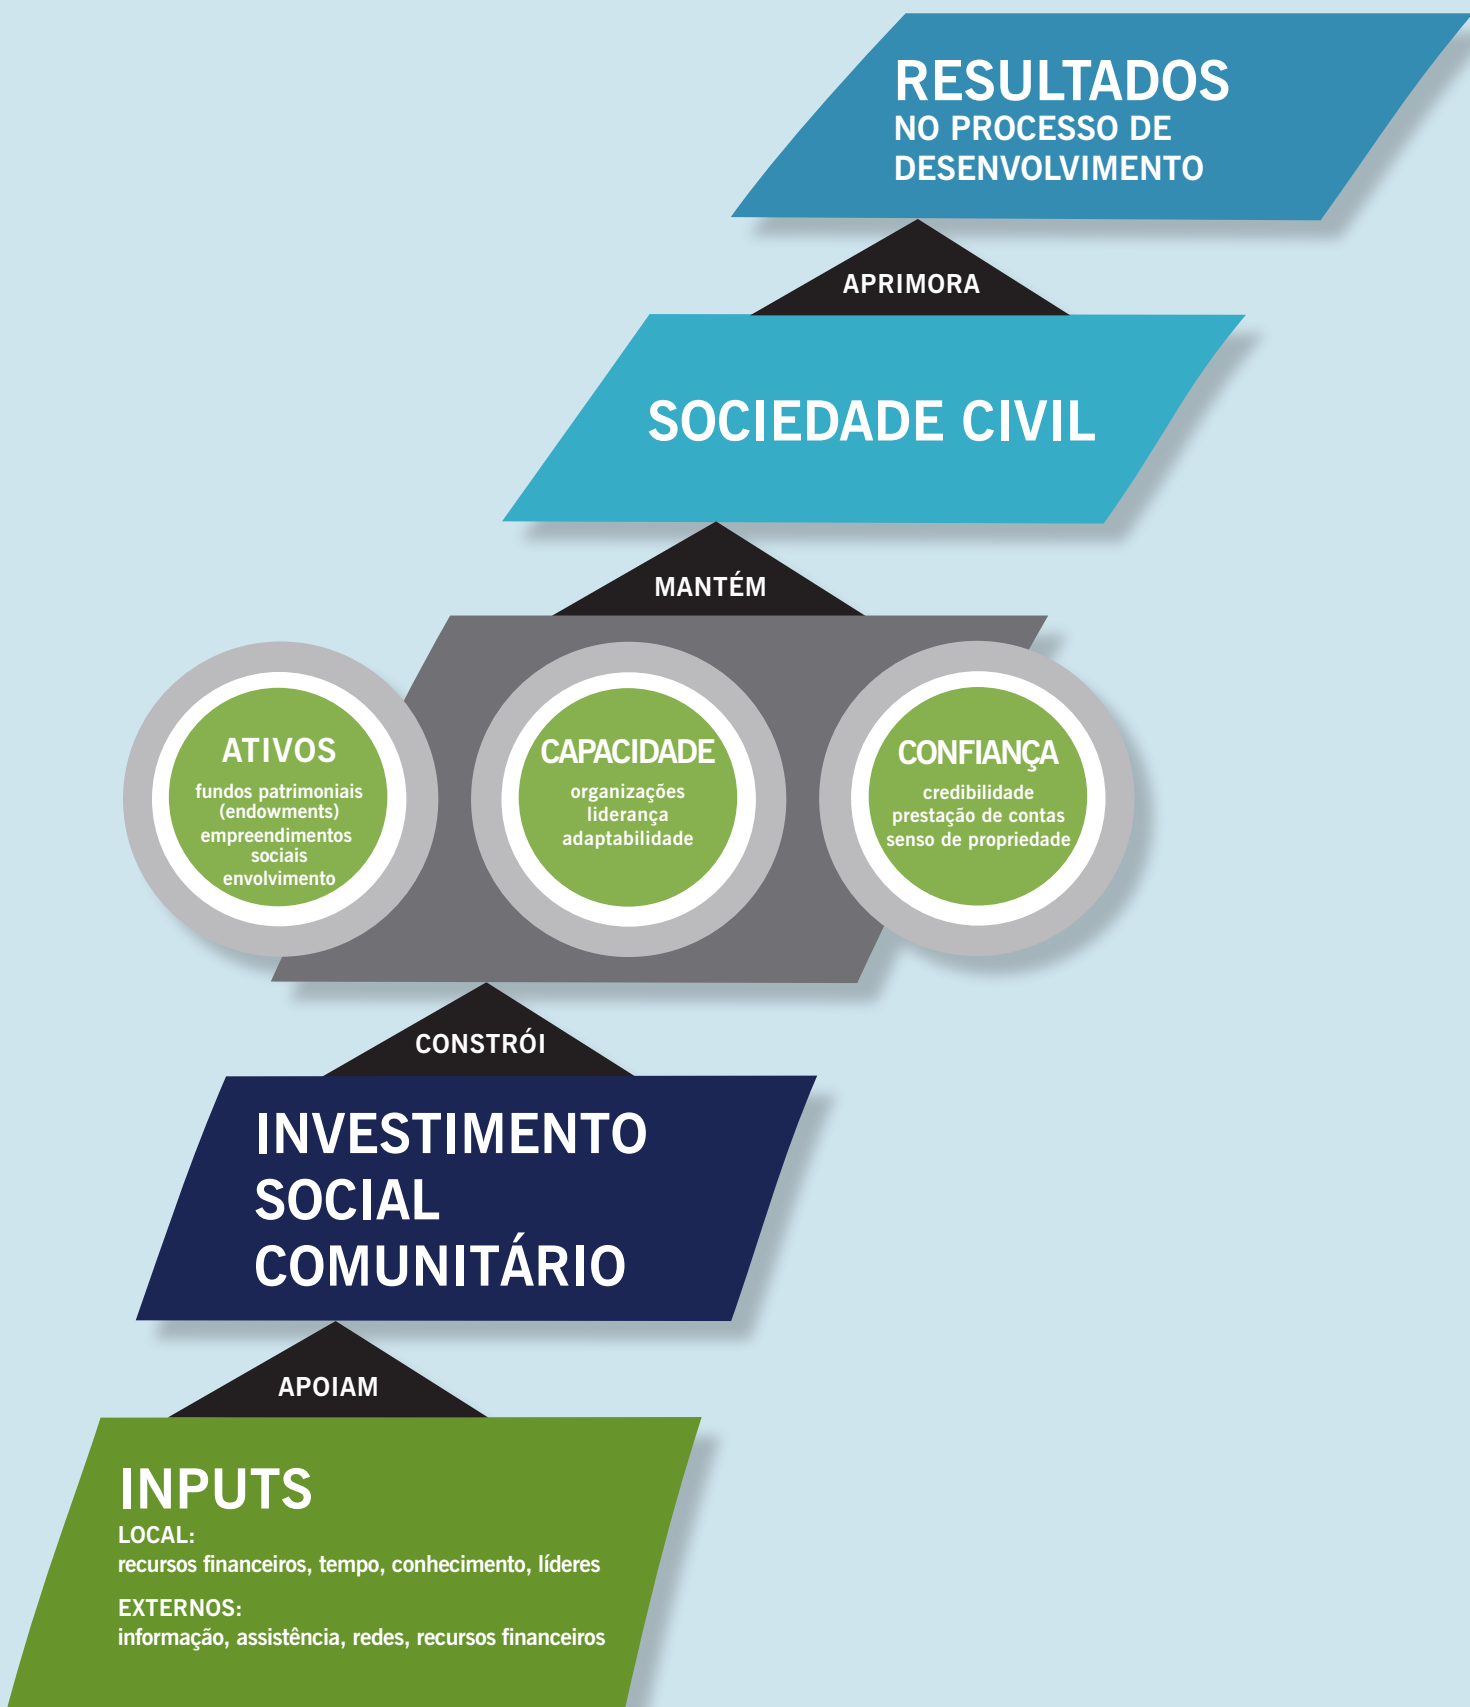 RESULTADOS
NO PROCESSO DE
DESENVOLVIMENTO
APRIMORA
SOCIEDADE CIVIL
MANTÉM
ATIVOS
fundos patrimoniais
(endowments)
empreendimentos
sociais
envolvimento
CAPACIDADE
organizações
liderança
adaptabilidade
CONFIANÇA
credibilidade
prestação de contas
senso de propriedade
CONSTRÓI
INVESTIMENTO
SOCIAL
COMUNITÁRIO
APOIAM
INPUTS
LOCAL:
recursos financeiros, tempo, conhecimento, líderes
EXTERNOS:
informação, assistência, redes, recursos financeiros